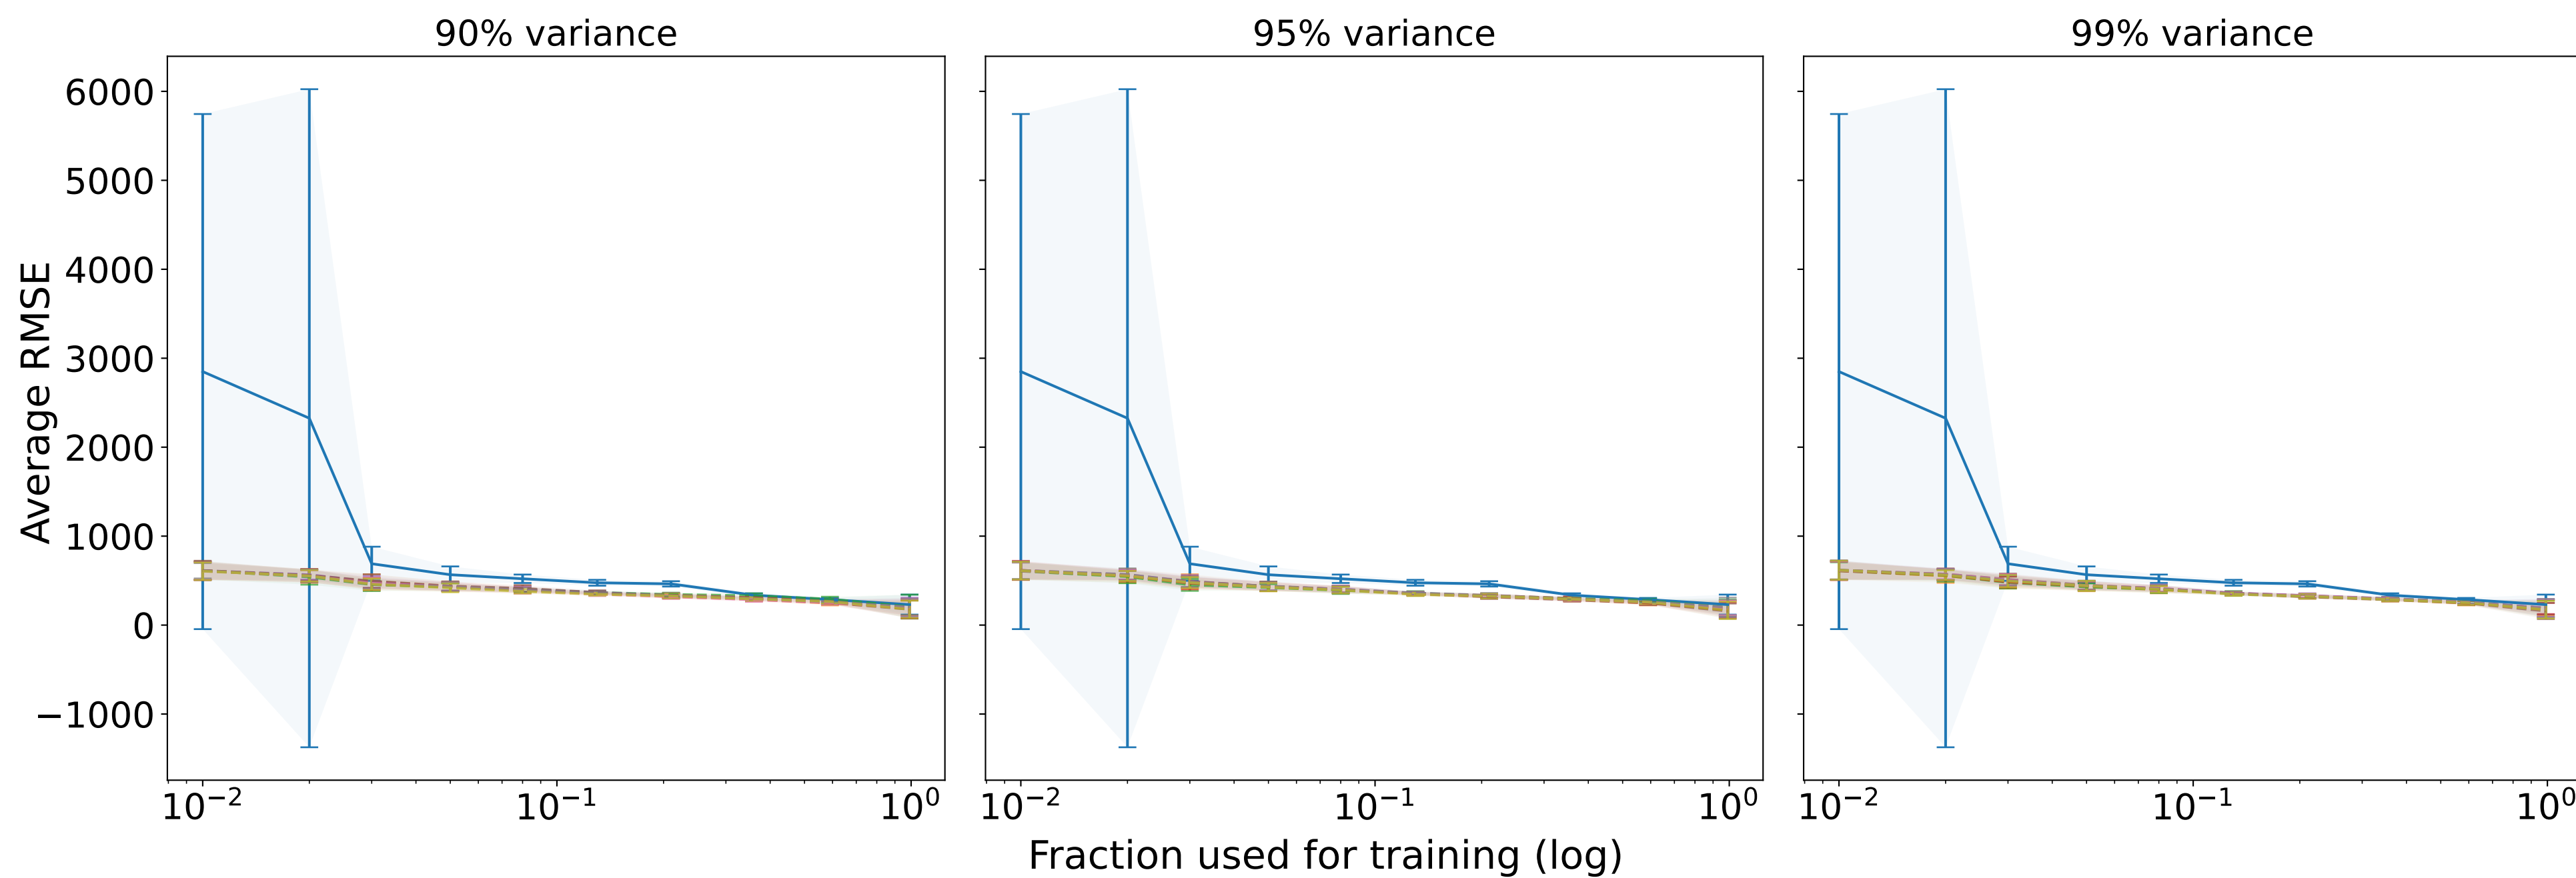 90% variance
95% variance
99% variance
6000
5000
4000
3000
2000
1000
0
−1000
Average RMSE
10⁻² 10⁻¹ 10⁰
10⁻² 10⁻¹ 10⁰
10⁻² 10⁻¹ 10⁰
Fraction used for training (log)